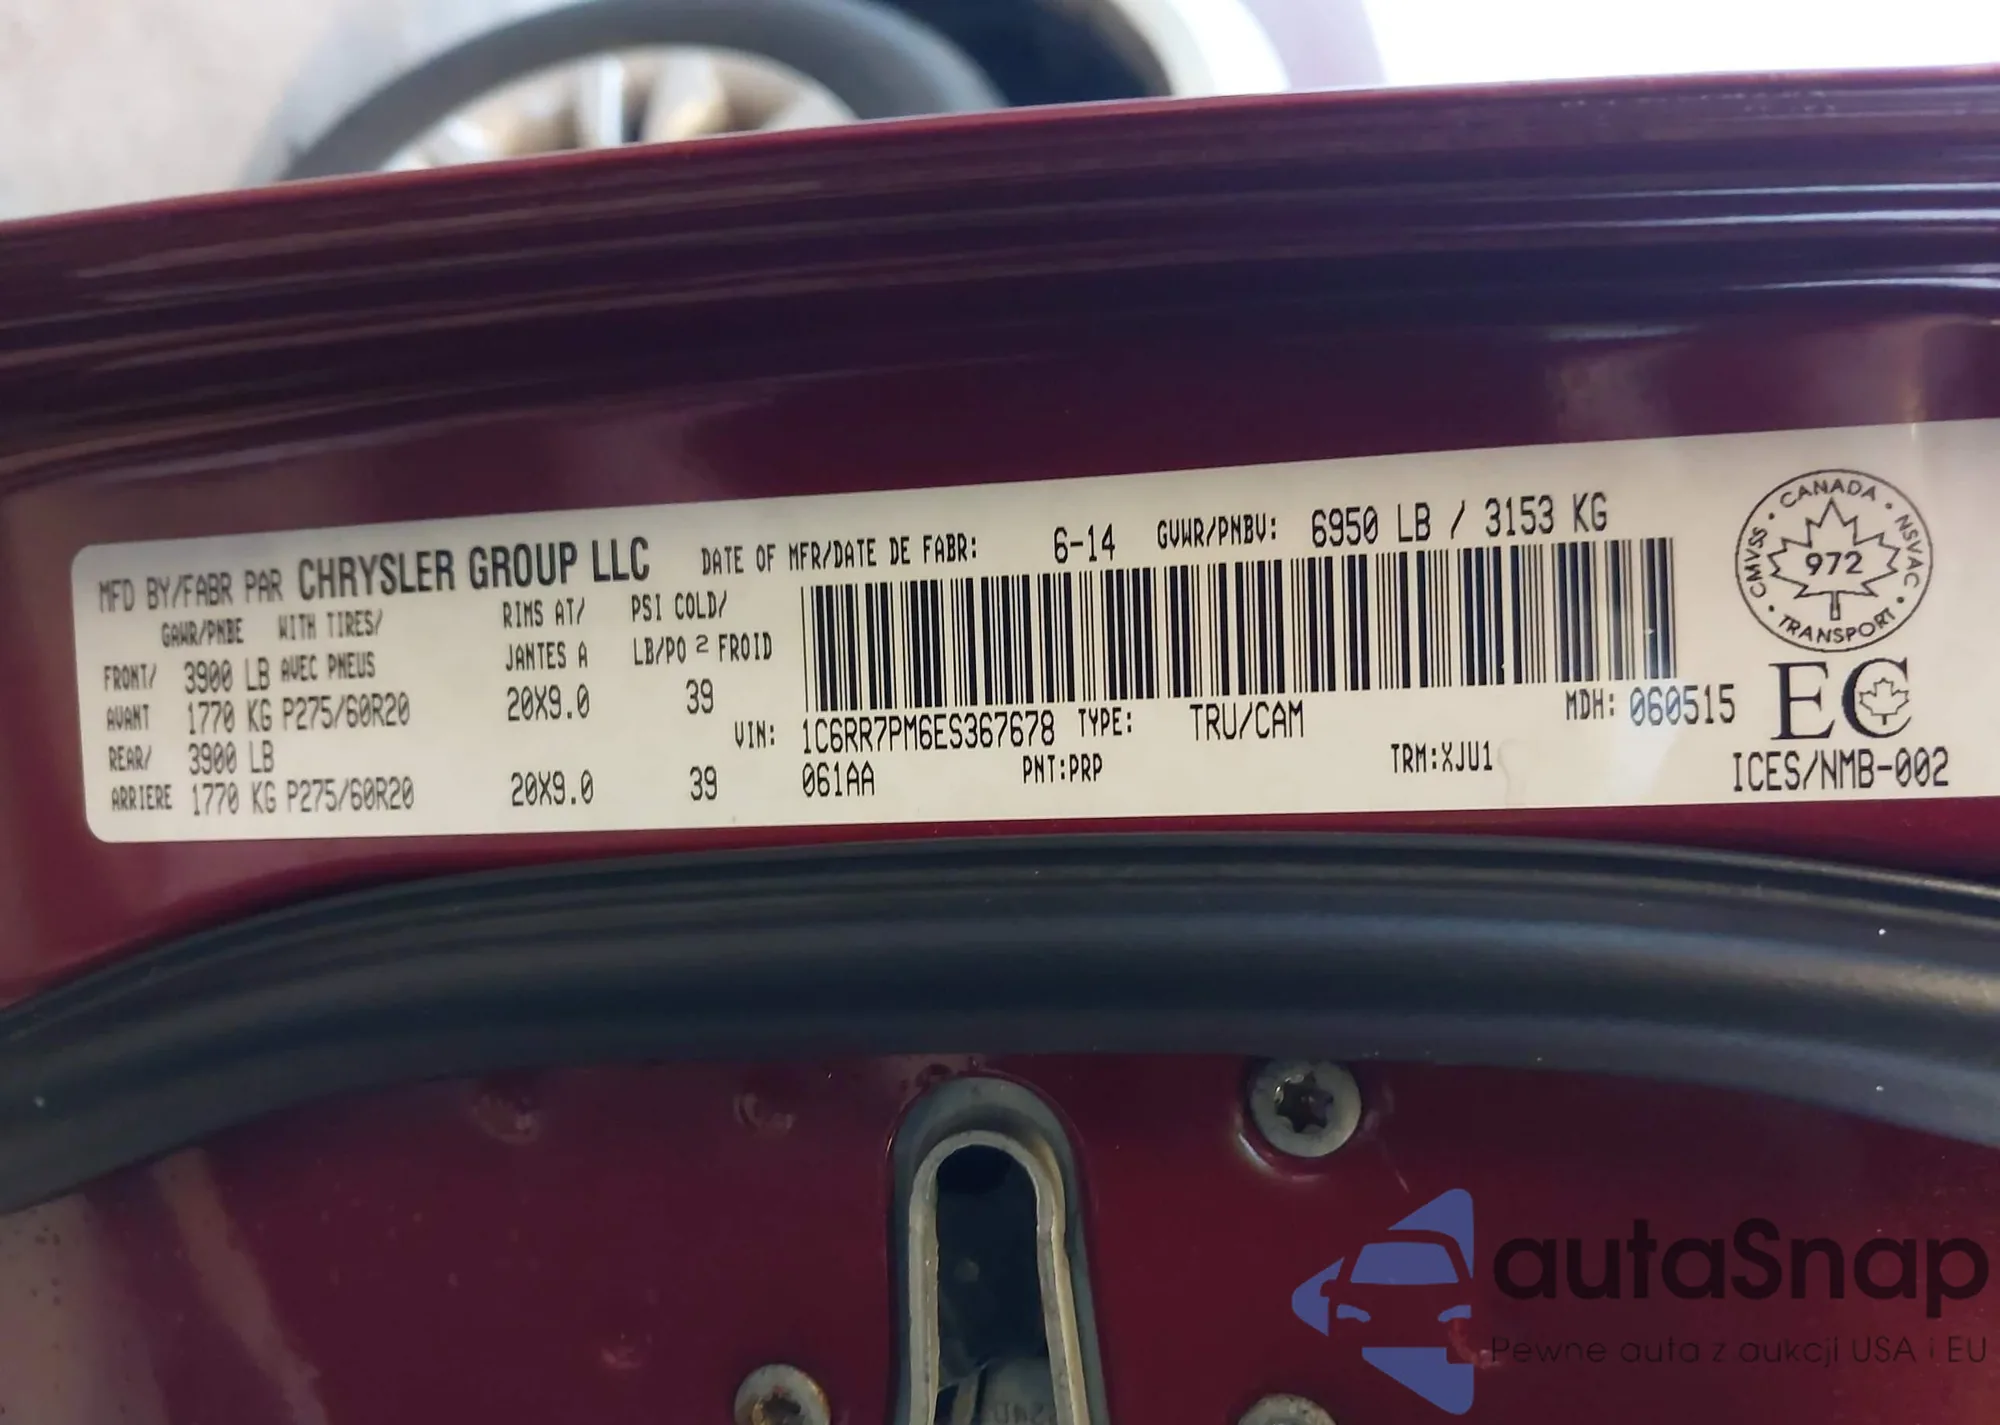 MFD BY/FABR PAR CHRYSLER GROUP LLC DATE OF MFR/DATE DE FABR: 6-14 GVWR/PNBV: 6950 LB / 3153 KG
GAWR/PNBE WITH TIRES/ RIMS AT/ PSI COLD/
FRONT/ 3900 LB AVEC PNEUS JANTES A LB/PO 2 FROID
AVANT 1770 KG P275/60R20 20X9.0 39
REAR/ 3900 LB
ARRIERE 1770 KG P275/60R20 20X9.0 39
VIN: 1C6RR7PM6ES367678 TYPE: TRU/CAM MDH: 060515
061AA PNT:PRP TRM:XJU1
CANADA
CMVSS 972 NSVAC
TRANSPORT
EC
ICES/NMB-002
autaSnap
Pewne auta z aukcji USA i EU